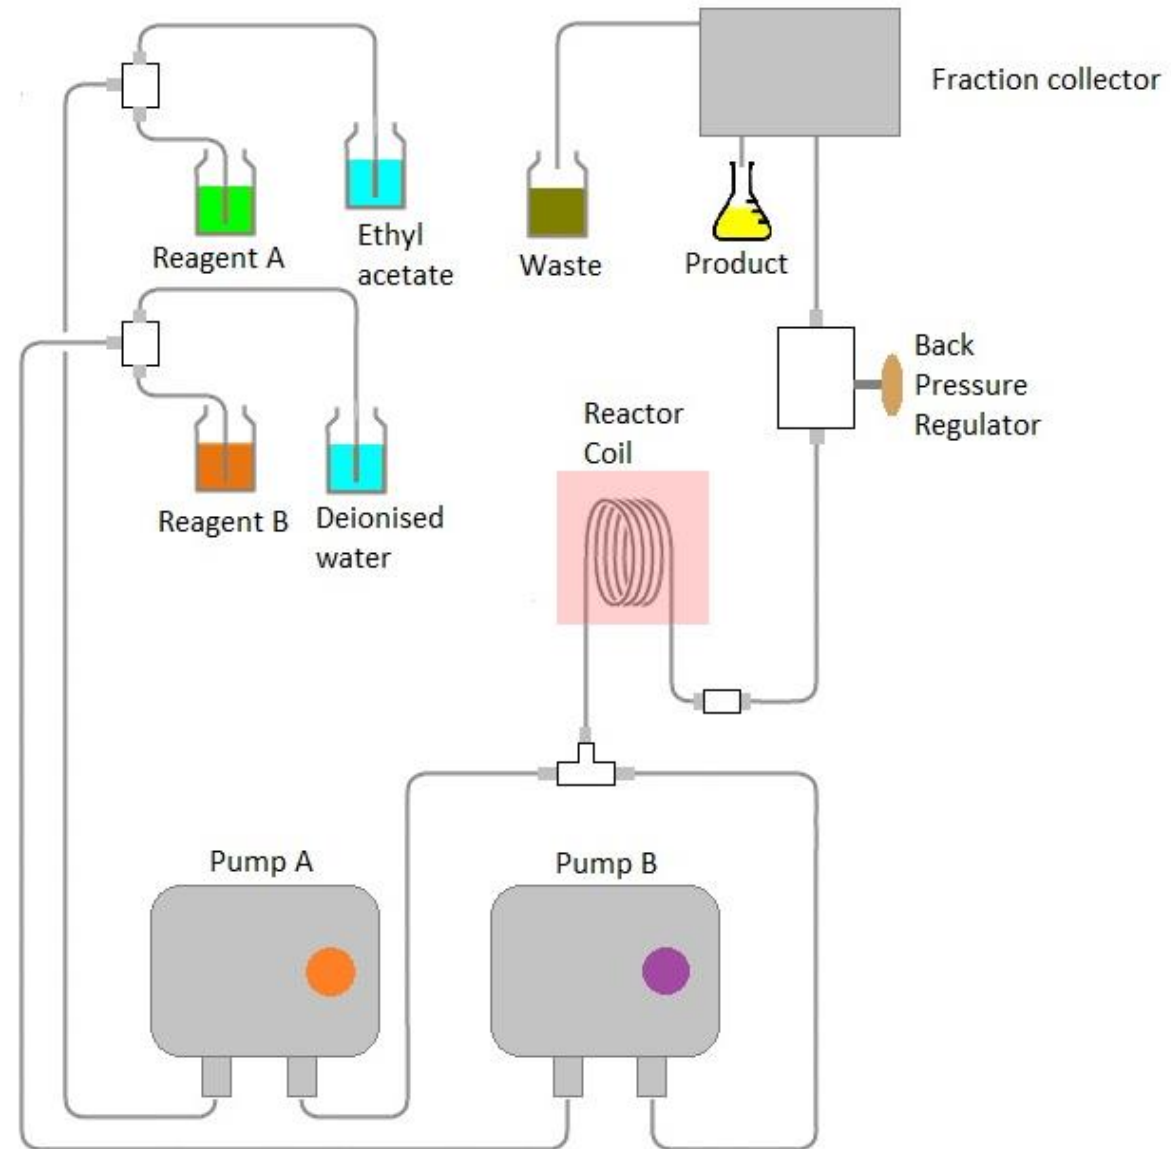 Fraction collector
Reagent A
Ethyl
acetate
Waste
Product
Back
Pressure
Regulator
Reactor
Coil
Reagent B
Deionised
water
Pump A
Pump B